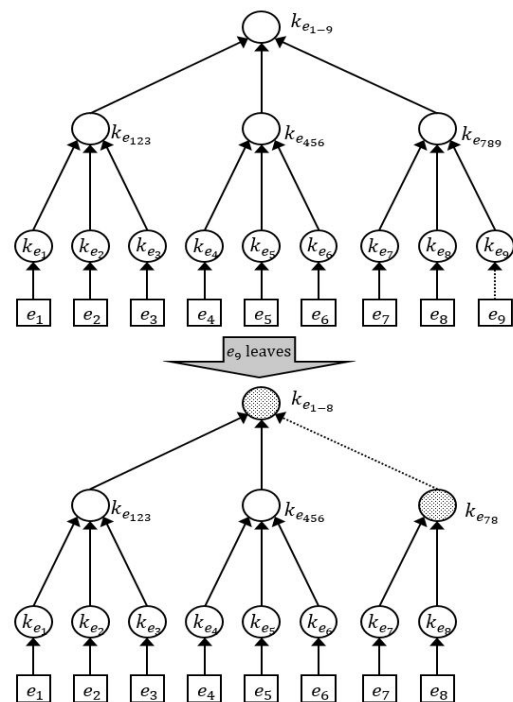 k_{e_{1-9}}
k_{e_{123}} k_{e_{456}} k_{e_{789}}
k_{e_1} k_{e_2} k_{e_3} k_{e_4} k_{e_5} k_{e_6} k_{e_7} k_{e_8} k_{e_9}
e_1 e_2 e_3 e_4 e_5 e_6 e_7 e_8 e_9
e_9 leaves
k_{e_{1-8}}
k_{e_{123}} k_{e_{456}} k_{e_{78}}
k_{e_1} k_{e_2} k_{e_3} k_{e_4} k_{e_5} k_{e_6} k_{e_7} k_{e_8}
e_1 e_2 e_3 e_4 e_5 e_6 e_7 e_8